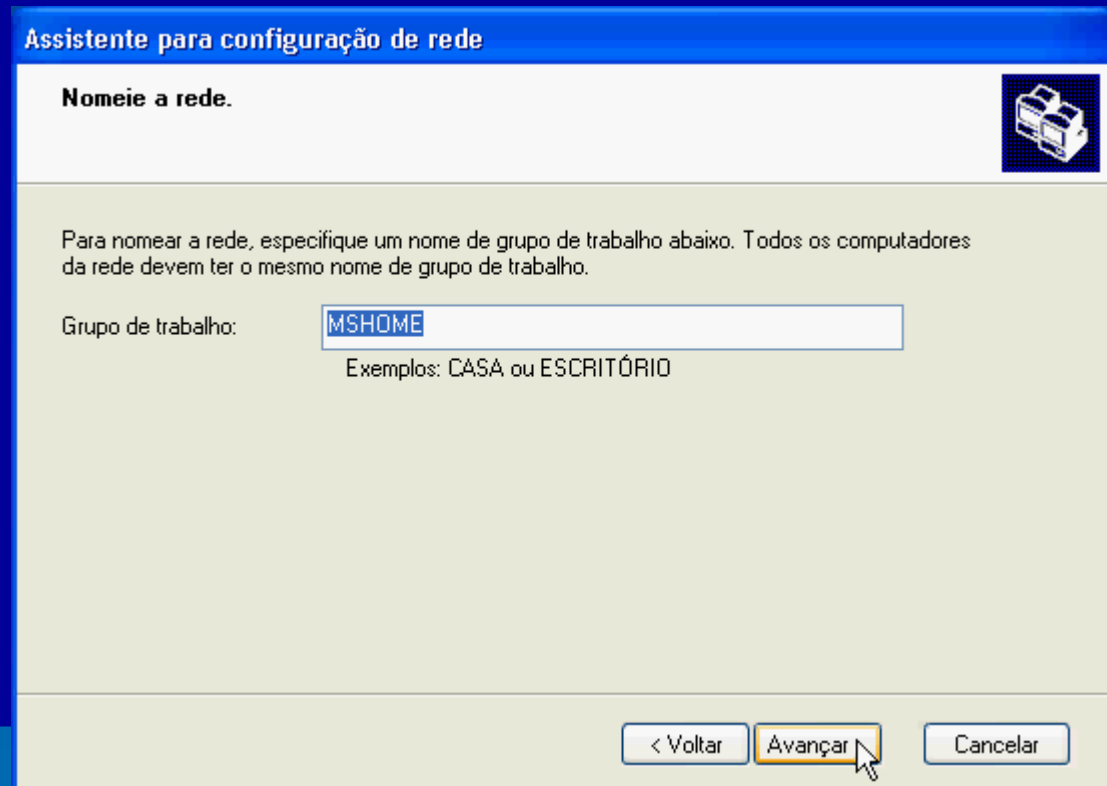 Assistente para configuração de rede
Nomeie a rede.
Para nomear a rede, especifique um nome de grupo de trabalho abaixo. Todos os computadores
da rede devem ter o mesmo nome de grupo de trabalho.
Grupo de trabalho: MSHOME
Exemplos: CASA ou ESCRITÓRIO
< Voltar Avançar Cancelar